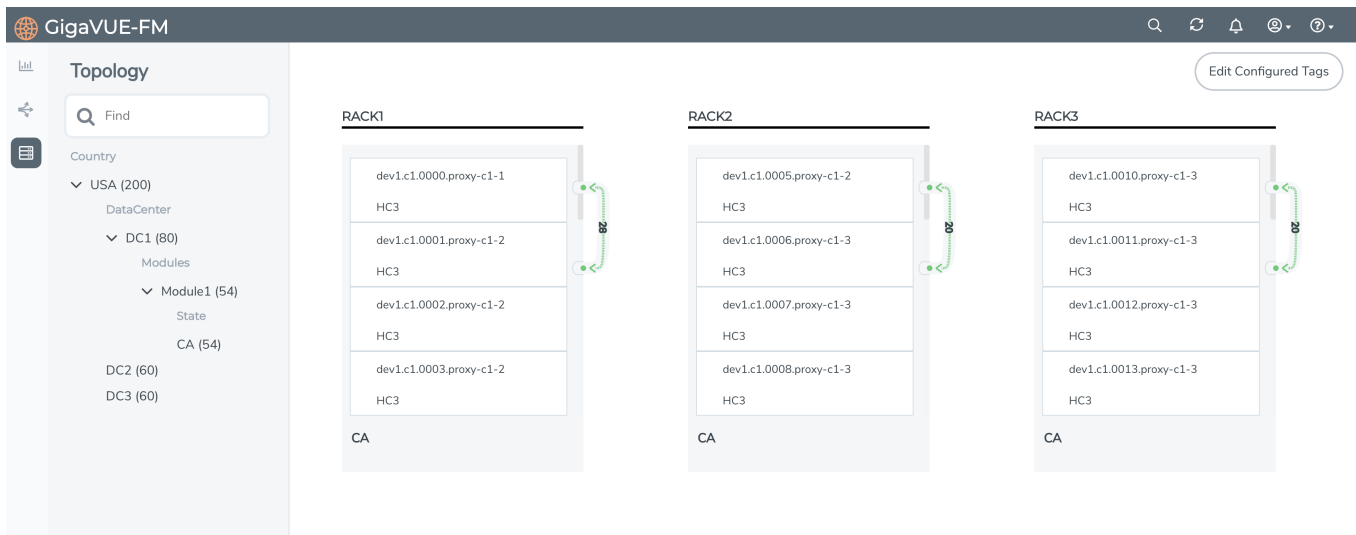 GigaVUE-FM
Topology
Edit Configured Tags
Find
Country
USA (200)
DataCenter
DC1 (80)
Modules
Module1 (54)
State
CA (54)
DC2 (60)
DC3 (60)
RACK1
dev1.c1.0000.proxy-c1-1
HC3
dev1.c1.0001.proxy-c1-2
HC3
dev1.c1.0002.proxy-c1-2
HC3
dev1.c1.0003.proxy-c1-2
HC3
CA
28
RACK2
dev1.c1.0005.proxy-c1-2
HC3
dev1.c1.0006.proxy-c1-3
HC3
dev1.c1.0007.proxy-c1-3
HC3
dev1.c1.0008.proxy-c1-3
HC3
CA
20
RACK3
dev1.c1.0010.proxy-c1-3
HC3
dev1.c1.0011.proxy-c1-3
HC3
dev1.c1.0012.proxy-c1-3
HC3
dev1.c1.0013.proxy-c1-3
HC3
CA
20